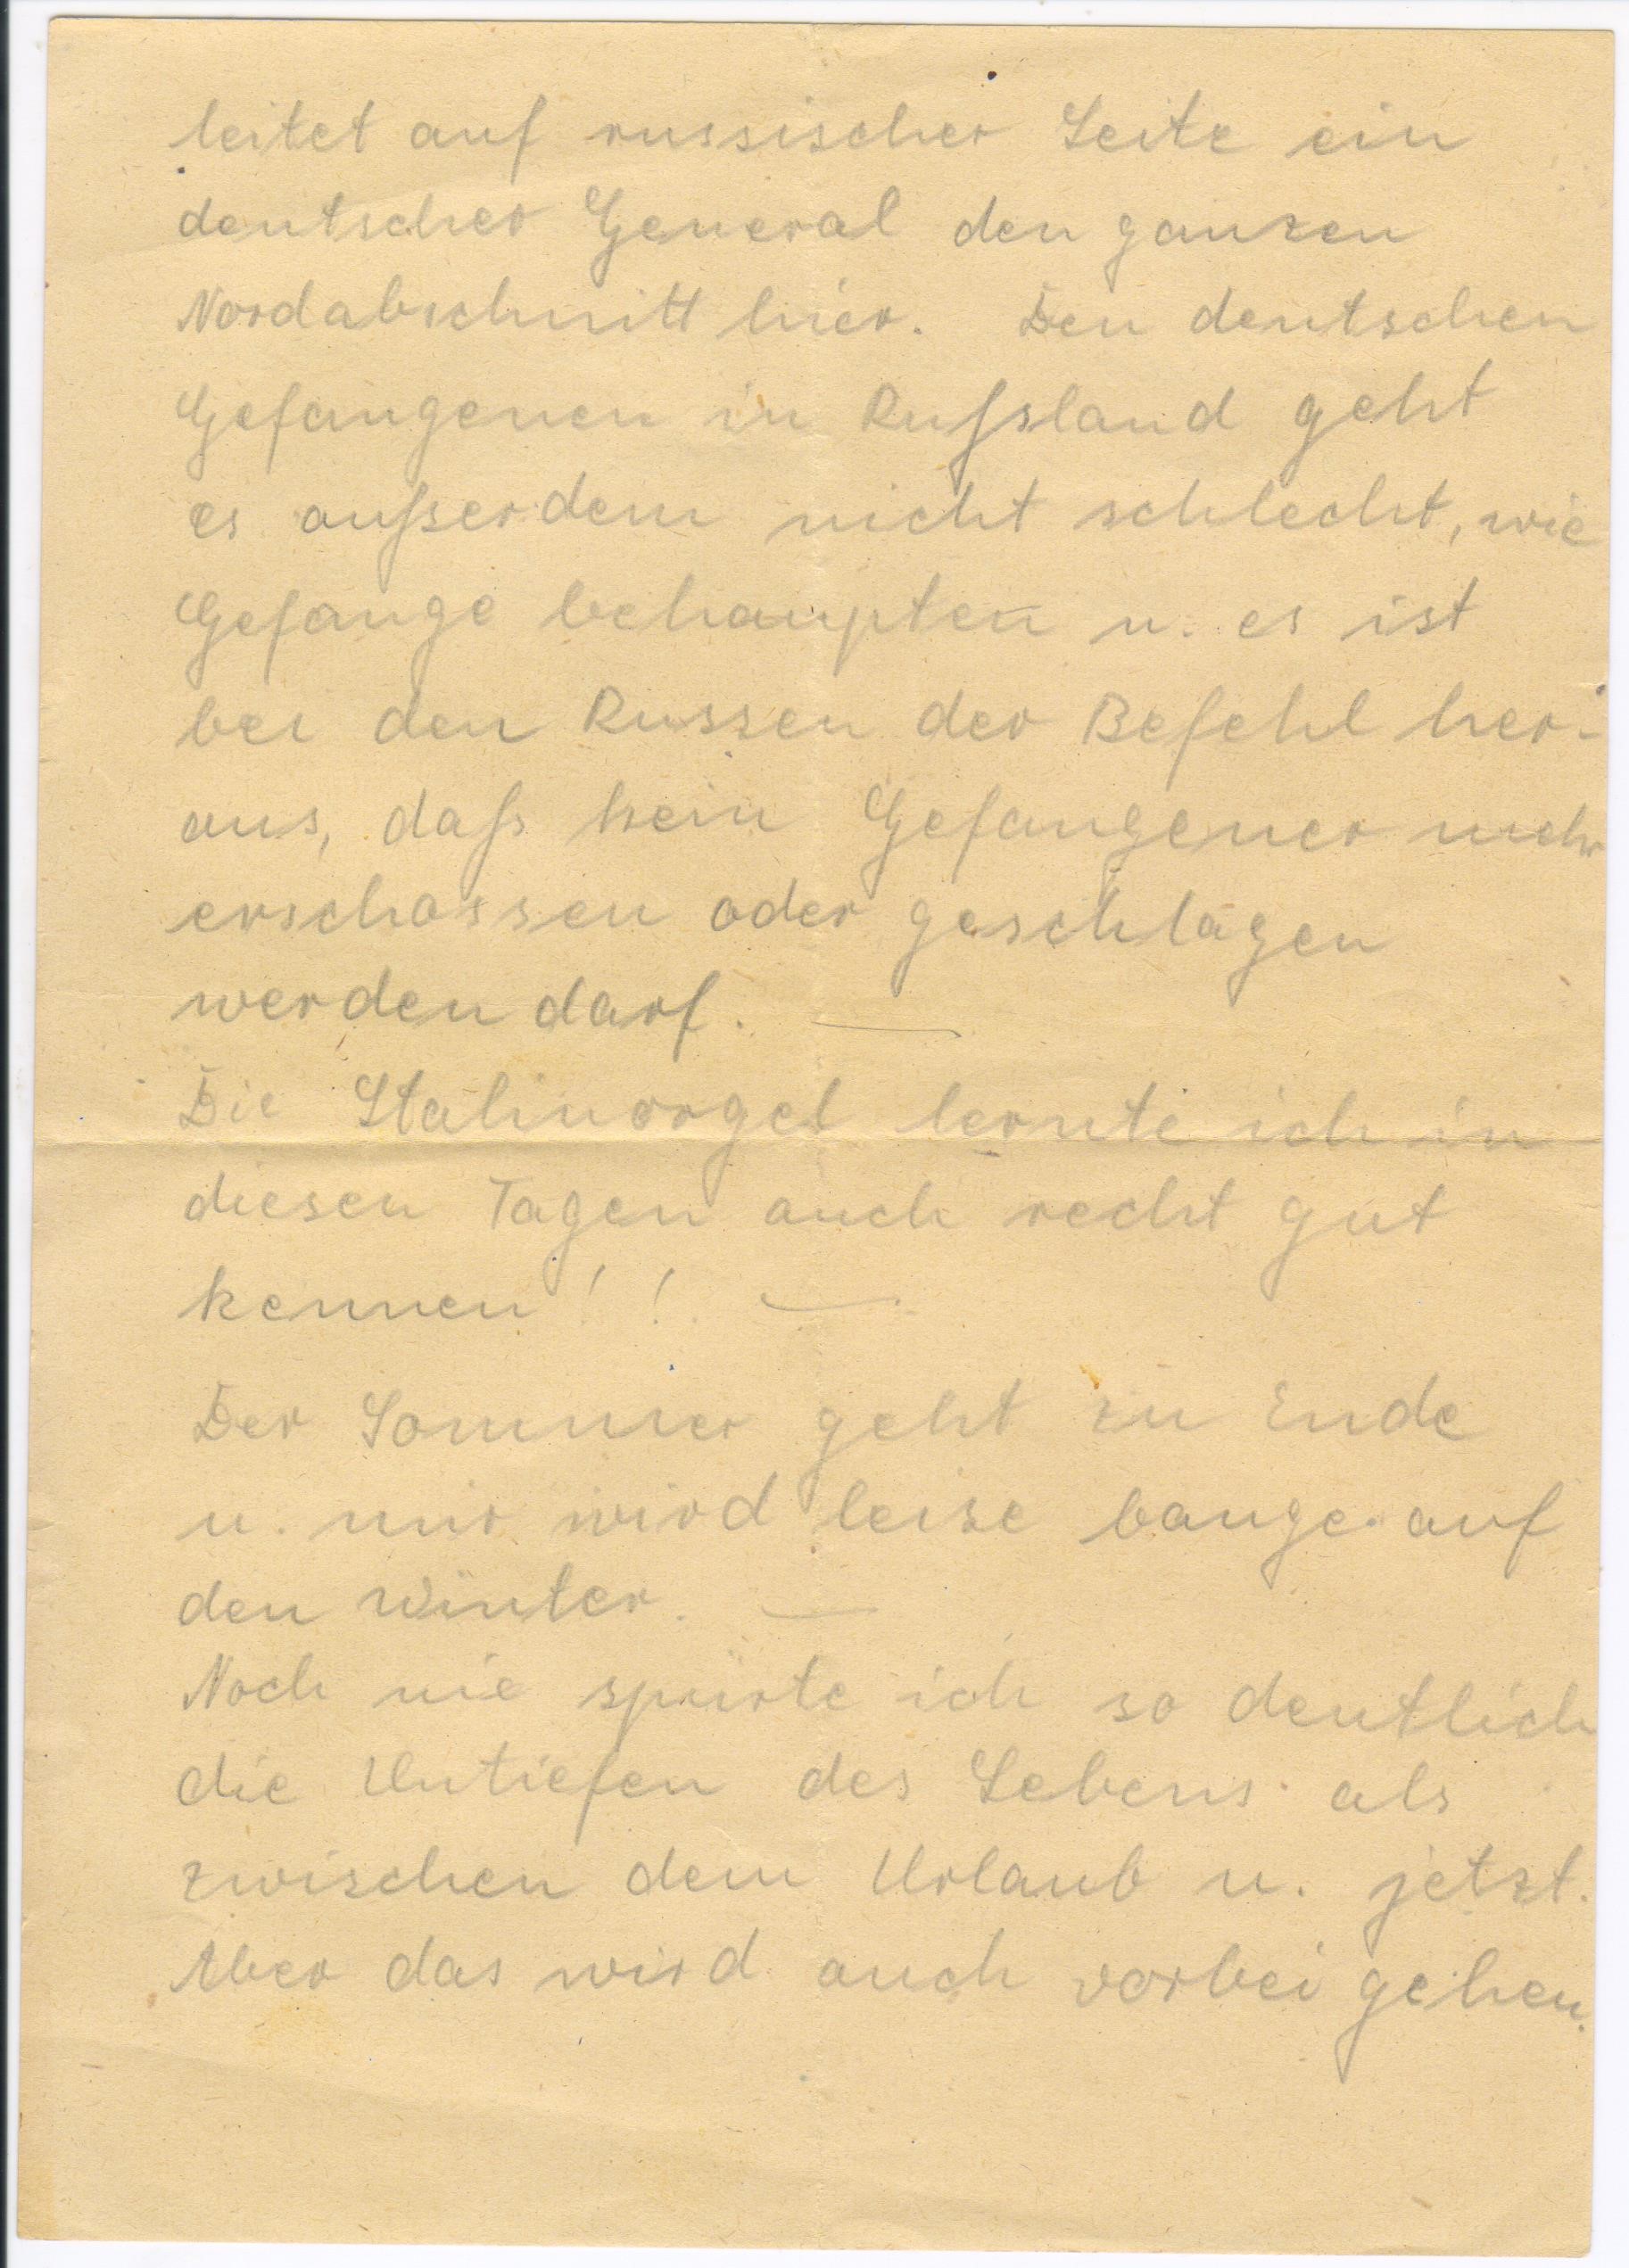 leitet auf russischer Seite ein
deutscher General den ganzen
Nordabschnitt hier. Den deutschen
Gefangenen in Rußland geht
es außerdem nicht schlecht, wie
Gefange behaupten u. es ist
bei den Russen der Befehl her-
aus, daß kein Gefangener mehr
erschossen oder geschlagen
werden darf. —
Die Stalinorgel lernte ich in
diesen Tagen auch recht gut
kennen!! —
Der Sommer geht zu Ende
u. mir wird leise bange auf
den Winter. —
Noch nie spürte ich so deutlich
die Untiefen des Lebens als
zwischen dem Urlaub u. jetzt.
Aber das wird auch vorbei gehen.